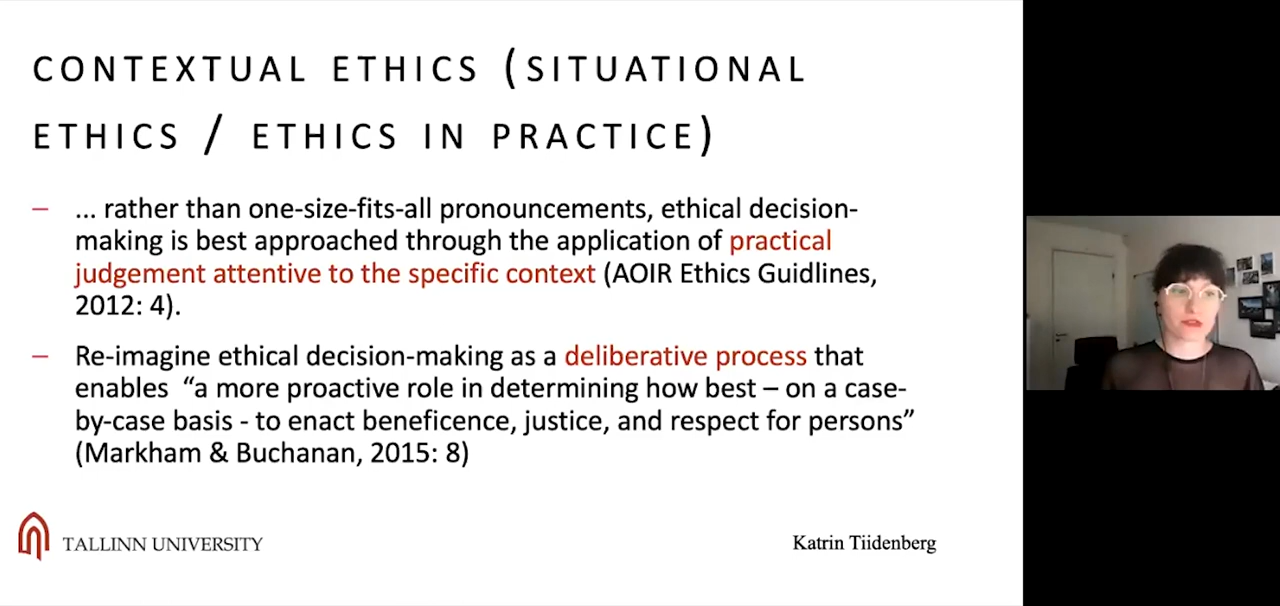 CONTEXTUAL ETHICS (SITUATIONAL
ETHICS / ETHICS IN PRACTICE)
– ... rather than one-size-fits-all pronouncements, ethical decision-
making is best approached through the application of practical
judgement attentive to the specific context (AOIR Ethics Guidlines,
2012: 4).
– Re-imagine ethical decision-making as a deliberative process that
enables “a more proactive role in determining how best – on a case-
by-case basis - to enact beneficence, justice, and respect for persons”
(Markham & Buchanan, 2015: 8)
TALLINN UNIVERSITY
Katrin Tiidenberg